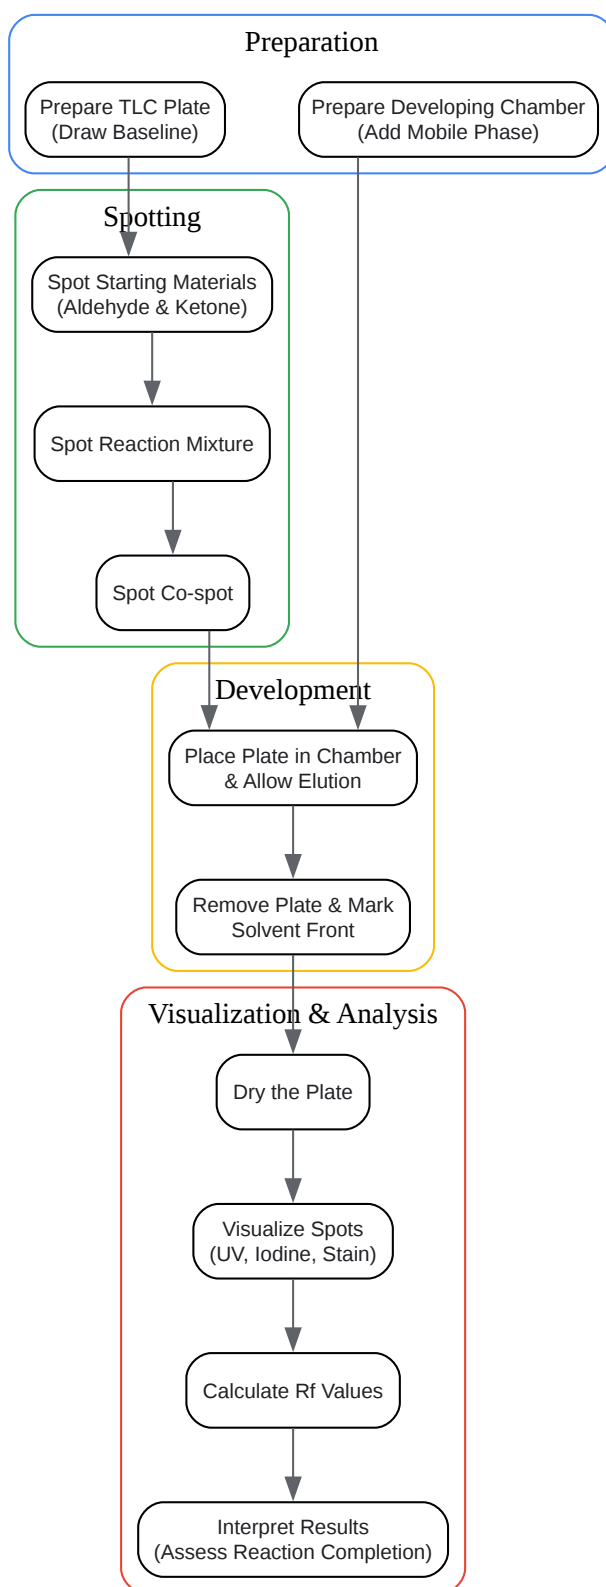 Preparation
Prepare TLC Plate
(Draw Baseline)
Prepare Developing Chamber
(Add Mobile Phase)
Spotting
Spot Starting Materials
(Aldehyde & Ketone)
Spot Reaction Mixture
Spot Co-spot
Development
Place Plate in Chamber
& Allow Elution
Remove Plate & Mark
Solvent Front
Visualization & Analysis
Dry the Plate
Visualize Spots
(UV, Iodine, Stain)
Calculate Rf Values
Interpret Results
(Assess Reaction Completion)